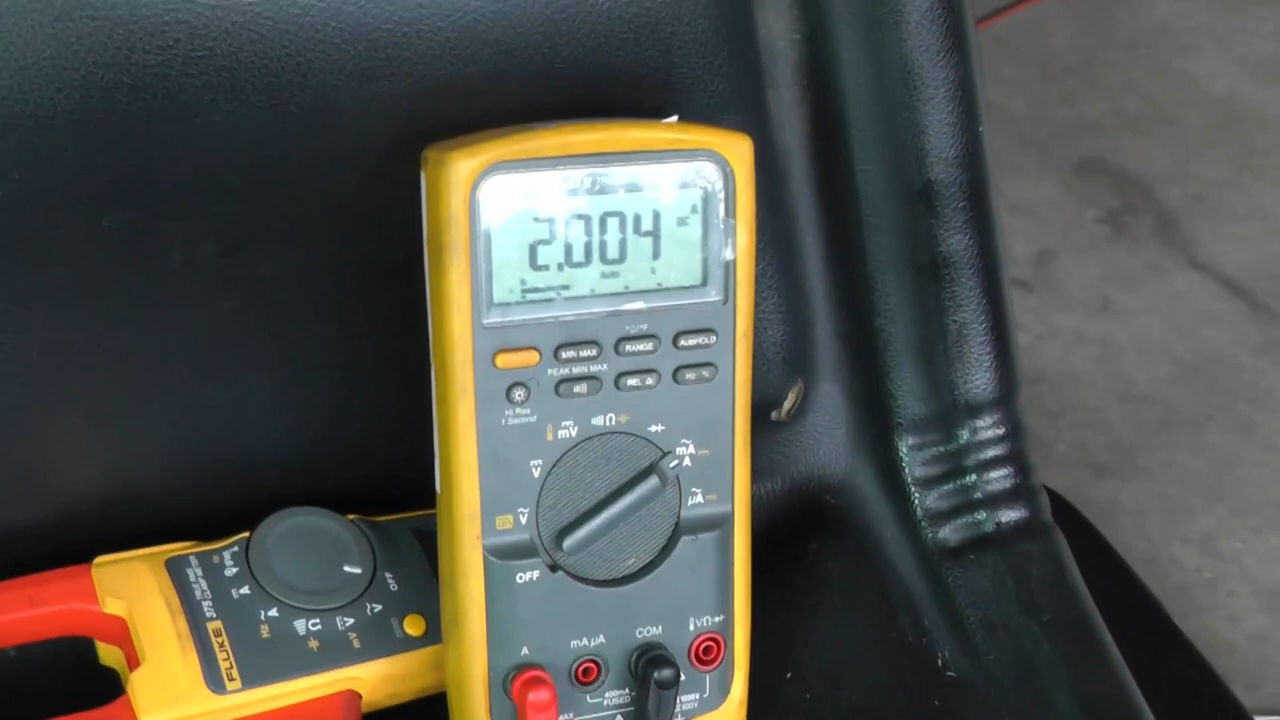 2.004
Auto
MIN MAX
RANGE
AutoHOLD
PEAK MIN MAX
REL Δ
Hz %
Hi Res
1 Second
mV
Ω
V
mA
A
μA
V
OFF
A
mA μA
COM
VΩ
400mA
FUSED
FLUKE
375
OFF
Hz
A
A
Ω
V
V
mV